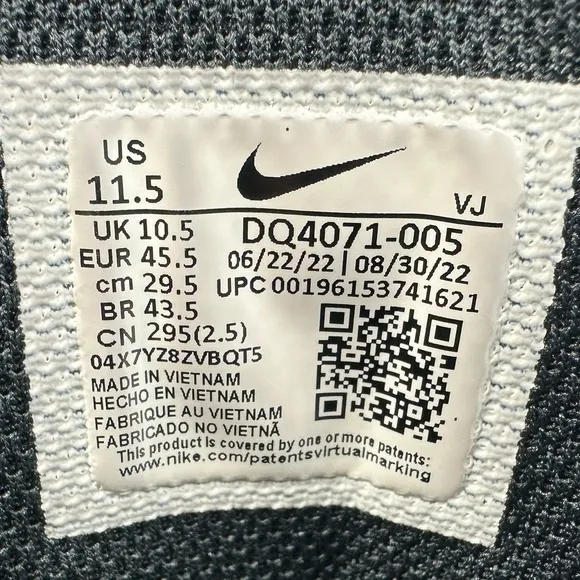 US
11.5
VJ
UK 10.5
EUR 45.5
cm 29.5
BR 43.5
CN 295(2.5)
DQ4071-005
06/22/22 | 08/30/22
UPC 00196153741621
04X7YZ8ZVBQT5
MADE IN VIETNAM
HECHO EN VIETNAM
FABRIQUE AU VIETNAM
FABRICADO NO VIETNÃ
This product is covered by one or more patents:
www.nike.com/patentsvirtualmarking